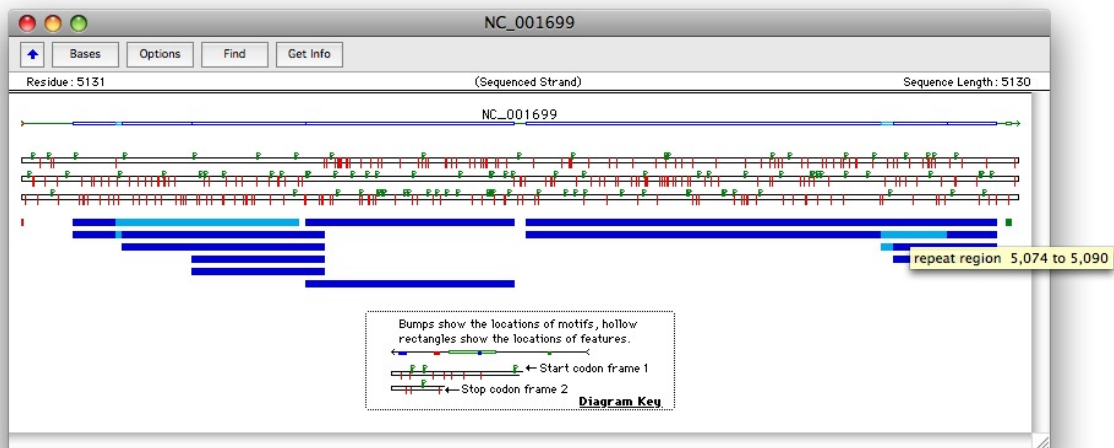 NC_001699
Bases Options Find Get Info
Residue: 5131 (Sequenced Strand) Sequence Length: 5130
NC_001699
repeat region 5,074 to 5,090
Bumps show the locations of motifs, hollow
rectangles show the locations of features.
Start codon frame 1
Stop codon frame 2
Diagram Key